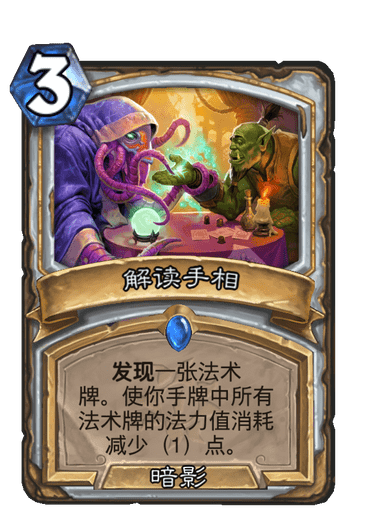 3
解读手相
发现一张法术
牌。使你手牌中所有
法术牌的法力值消耗
减少（1）点。
暗影